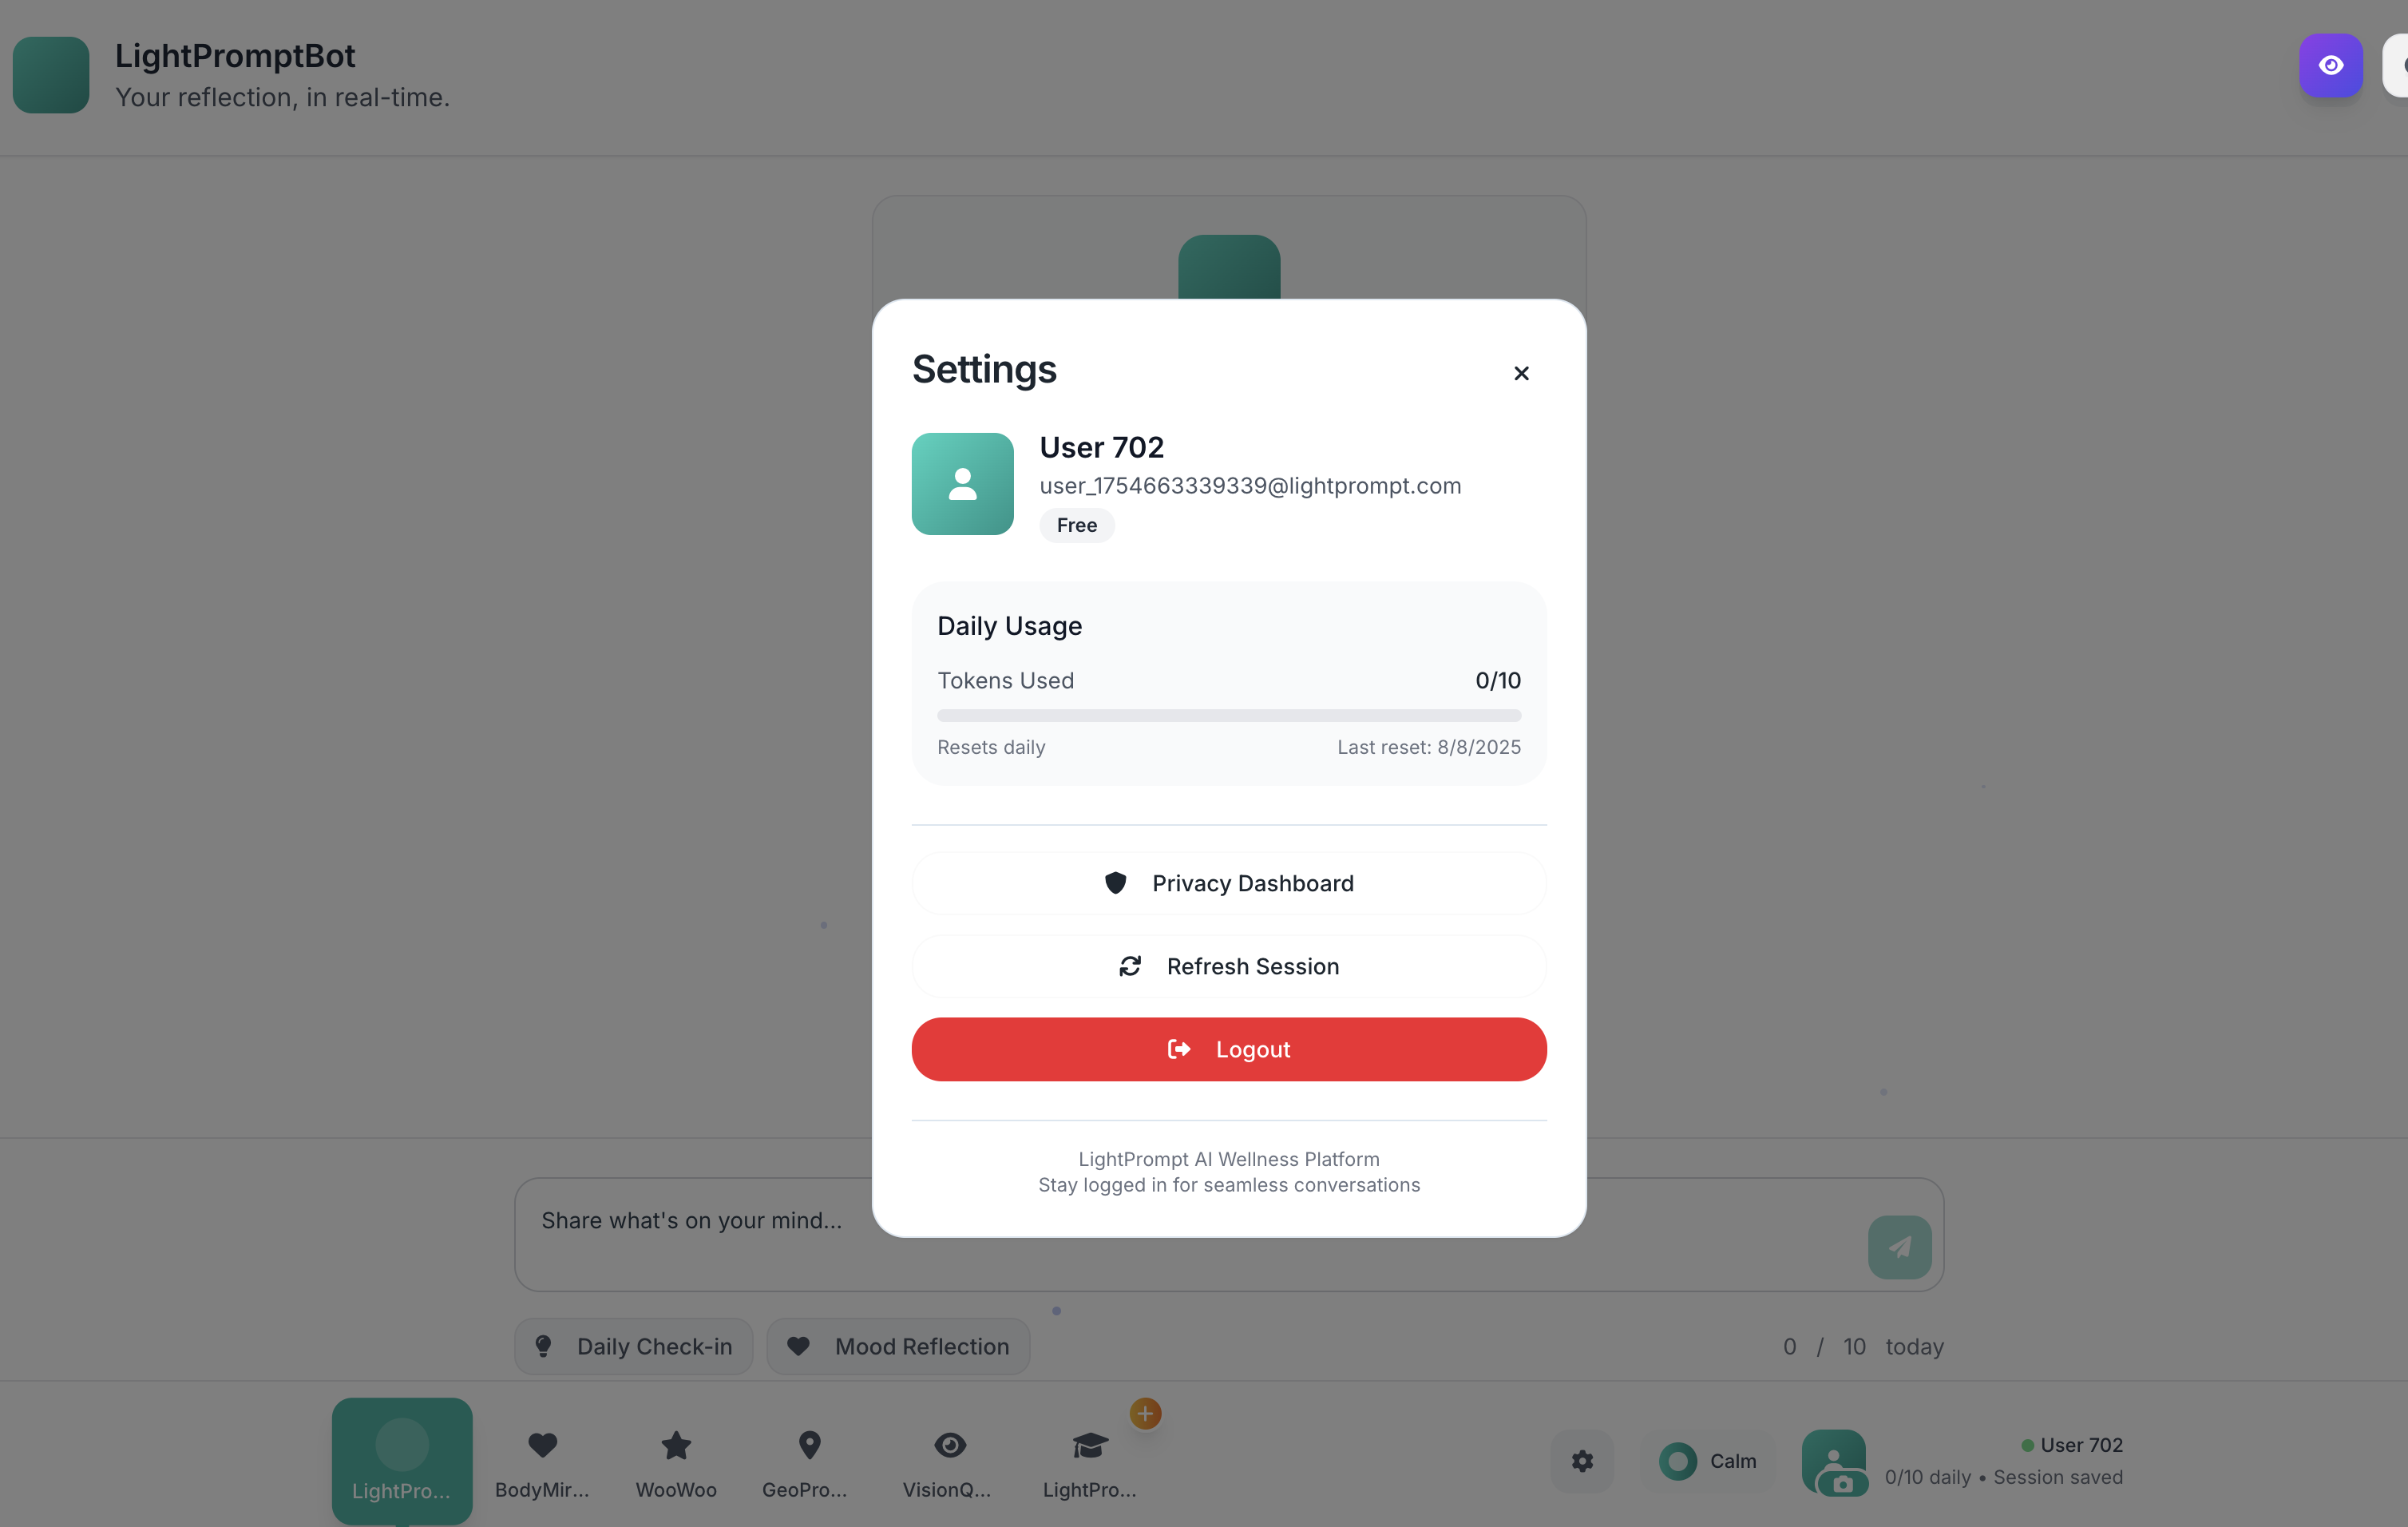 LightPromptBot
Your reflection, in real-time.
Settings
User 702
user_1754663339339@lightprompt.com
Free
Daily Usage
Tokens Used 0/10
Resets daily Last reset: 8/8/2025
Privacy Dashboard
Refresh Session
Logout
LightPrompt AI Wellness Platform
Stay logged in for seamless conversations
Share what's on your mind...
Daily Check-in Mood Reflection 0 / 10 today
LightPro... BodyMir... WooWoo GeoPro... VisionQ... LightPro...
Calm
User 702
0/10 daily • Session saved